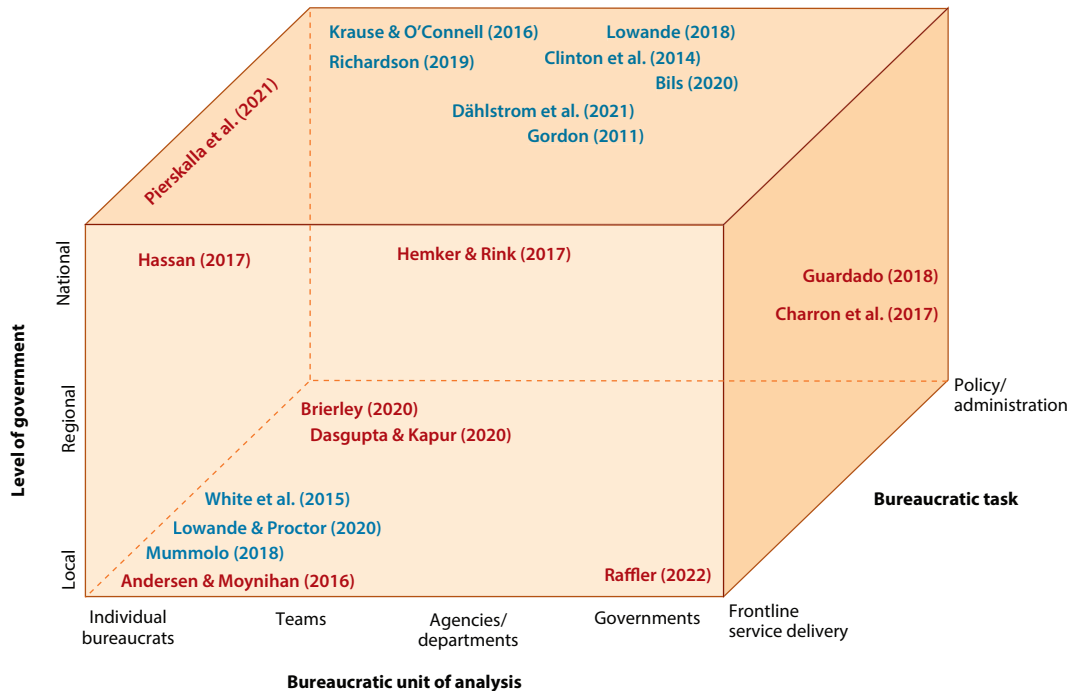 Krause & O’Connell (2016)
Lowande (2018)
Richardson (2019)
Clinton et al. (2014)
Bils (2020)
Dählstrom et al. (2021)
Gordon (2011)
Pierskalla et al. (2021)
Hassan (2017)
Hemker & Rink (2017)
Guardado (2018)
Charron et al. (2017)
Brierley (2020)
Dasgupta & Kapur (2020)
White et al. (2015)
Lowande & Proctor (2020)
Mummolo (2018)
Andersen & Moynihan (2016)
Raffler (2022)
Level of government
National
Regional
Local
Individual
bureaucrats
Teams
Agencies/
departments
Governments
Bureaucratic unit of analysis
Frontline
service delivery
Policy/
administration
Bureaucratic task